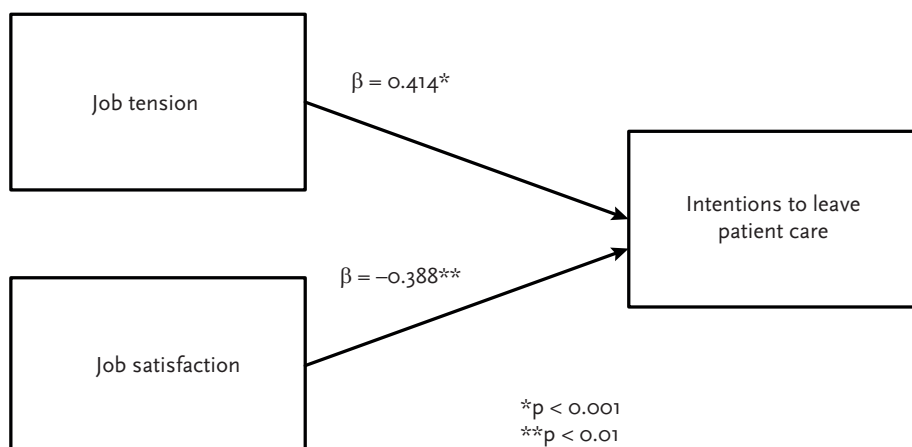 Job tension
β = 0.414*
Intentions to leave
patient care
β = –0.388**
Job satisfaction
*p < 0.001
**p < 0.01